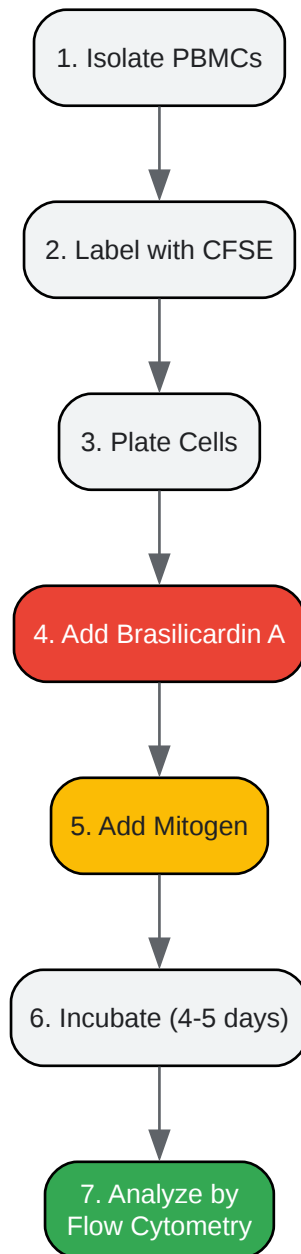 1. Isolate PBMCs
2. Label with CFSE
3. Plate Cells
4. Add Brasilicardin A
5. Add Mitogen
6. Incubate (4-5 days)
7. Analyze by
Flow Cytometry